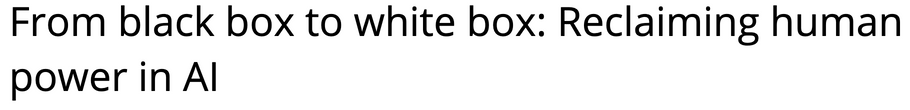 From black box to white box: Reclaiming human
power in AI